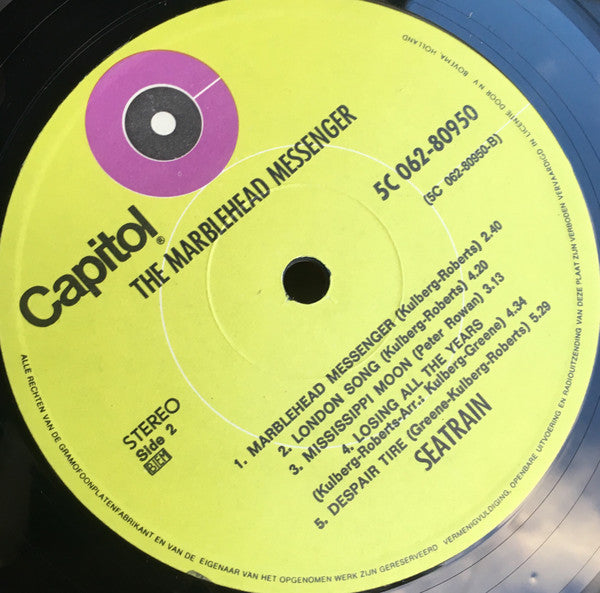 Capitol®
THE MARBLEHEAD MESSENGER
5C 062-80950
(5C 062-80950-B)
STEREO
Side 2
BIEM
1. MARBLEHEAD MESSENGER (Kulberg-Roberts) 2.40
2. LONDON SONG (Kulberg-Roberts) 4.20
3. MISSISSIPPI MOON (Peter Rowan) 3.13
4. LOSING ALL THE YEARS
(Kulberg-Roberts-Arr.: Kulberg-Greene) 4.34
5. DESPAIR TIRE (Greene-Kulberg-Roberts) 5.29
SEATRAIN
ALLE RECHTEN VAN DE GRAMOFOONPLATENFABRIKANT EN VAN DE EIGENAAR VAN HET OPGENOMEN WERK ZIJN GERESERVEERD VERMENIGVULDIGING, OPENBARE UITVOERING EN RADIOUITZENDING VAN DEZE PLAAT ZIJN VERBODEN VERVAARDIGD IN LICENTIE DOOR N.V. BOVEMA, HOLLAND